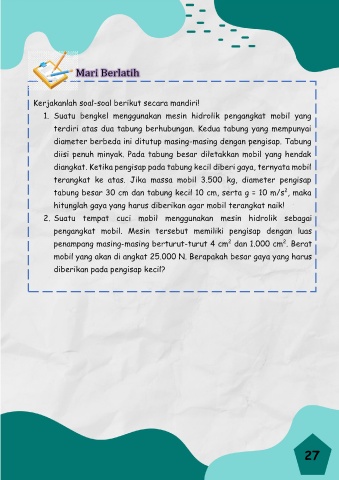 Mari Berlatih
Kerjakanlah soal-soal berikut secara mandiri!
1. Suatu bengkel menggunakan mesin hidrolik pengangkat mobil yang
terdiri atas dua tabung berhubungan. Kedua tabung yang mempunyai
diameter berbeda ini ditutup masing-masing dengan pengisap. Tabung
diisi penuh minyak. Pada tabung besar diletakkan mobil yang hendak
diangkat. Ketika pengisap pada tabung kecil diberi gaya, ternyata mobil
terangkat ke atas. Jika massa mobil 3.500 kg, diameter pengisap
tabung besar 30 cm dan tabung kecil 10 cm, serta g = 10 m/s², maka
hitunglah gaya yang harus diberikan agar mobil terangkat naik!
2. Suatu tempat cuci mobil menggunakan mesin hidrolik sebagai
pengangkat mobil. Mesin tersebut memiliki pengisap dengan luas
penampang masing-masing berturut-turut 4 cm² dan 1.000 cm². Berat
mobil yang akan di angkat 25.000 N. Berapakah besar gaya yang harus
diberikan pada pengisap kecil?
27